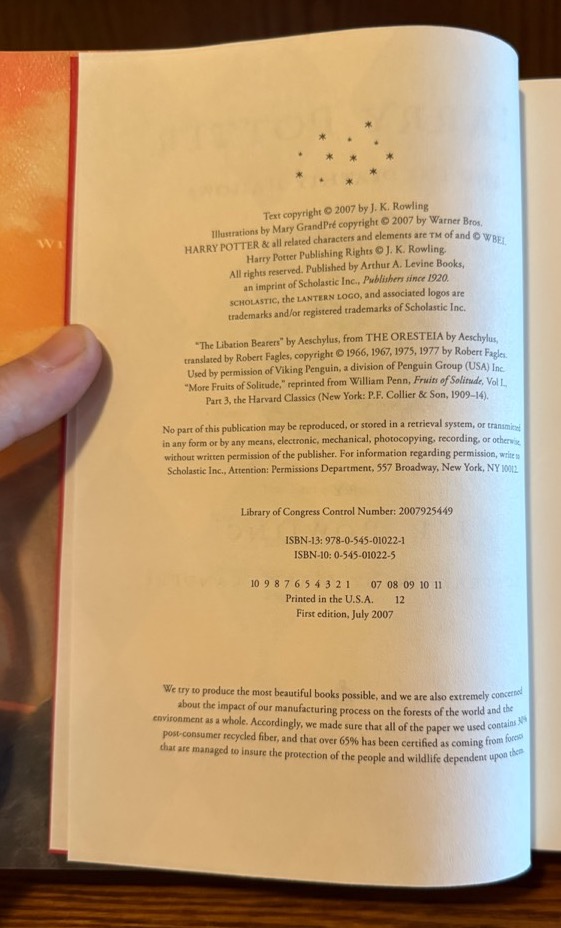 Text copyright © 2007 by J. K. Rowling
Illustrations by Mary GrandPré copyright © 2007 by Warner Bros.
HARRY POTTER & all related characters and elements are TM of and © WBEI.
Harry Potter Publishing Rights © J. K. Rowling.
All rights reserved. Published by Arthur A. Levine Books,
an imprint of Scholastic Inc., Publishers since 1920.
SCHOLASTIC, the LANTERN LOGO, and associated logos are
trademarks and/or registered trademarks of Scholastic Inc.
"The Libation Bearers" by Aeschylus, from THE ORESTEIA by Aeschylus,
translated by Robert Fagles, copyright © 1966, 1967, 1975, 1977 by Robert Fagles.
Used by permission of Viking Penguin, a division of Penguin Group (USA) Inc.
"More Fruits of Solitude," reprinted from William Penn, Fruits of Solitude, Vol I.,
Part 3, the Harvard Classics (New York: P.F. Collier & Son, 1909–14).
No part of this publication may be reproduced, or stored in a retrieval system, or transmitted
in any form or by any means, electronic, mechanical, photocopying, recording, or otherwise,
without written permission of the publisher. For information regarding permission, write to
Scholastic Inc., Attention: Permissions Department, 557 Broadway, New York, NY 10012.
Library of Congress Control Number: 2007925449
ISBN-13: 978-0-545-01022-1
ISBN-10: 0-545-01022-5
10 9 8 7 6 5 4 3 2 1 07 08 09 10 11
Printed in the U.S.A. 12
First edition, July 2007
We try to produce the most beautiful books possible, and we are also extremely concerned
about the impact of our manufacturing process on the forests of the world and the
environment as a whole. Accordingly, we made sure that all of the paper we used contains 30%
post-consumer recycled fiber, and that over 65% has been certified as coming from forests
that are managed to insure the protection of the people and wildlife dependent upon them.